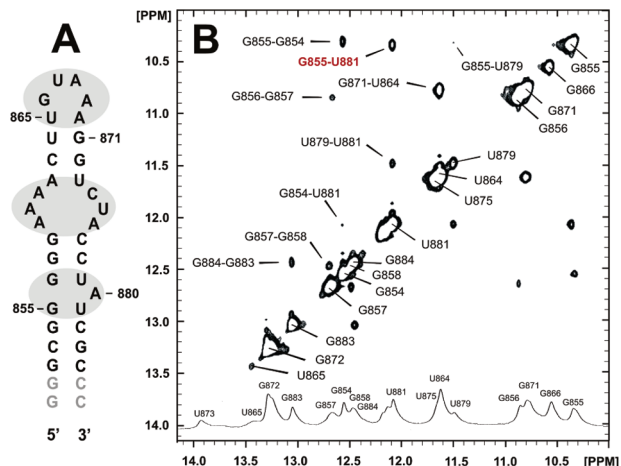 A
U A
G A
865 U A
U G 871
C G
A U
A C
A U
A A
G C
G C
G U
A 880
855 G U
G C
C G
G C
G C
G C
5' 3'
B
[PPM]
10.5
11.0
11.5
12.0
12.5
13.0
13.5
14.0
G855-G854
G855-U881
G855-U879
G855
G871-U864
G866
G856-G857
G871
G856
U879-U881
U879
U864
U875
G854-U881
U881
G857-G858
G884-G883
G884
G858
G854
G857
G883
G872
U865
U873
U865
G872
G883
G857
G854
G858
G884
U881
U875
U864
U879
G856
G871
G866
G855
14.0 13.5 13.0 12.5 12.0 11.5 11.0 [PPM]